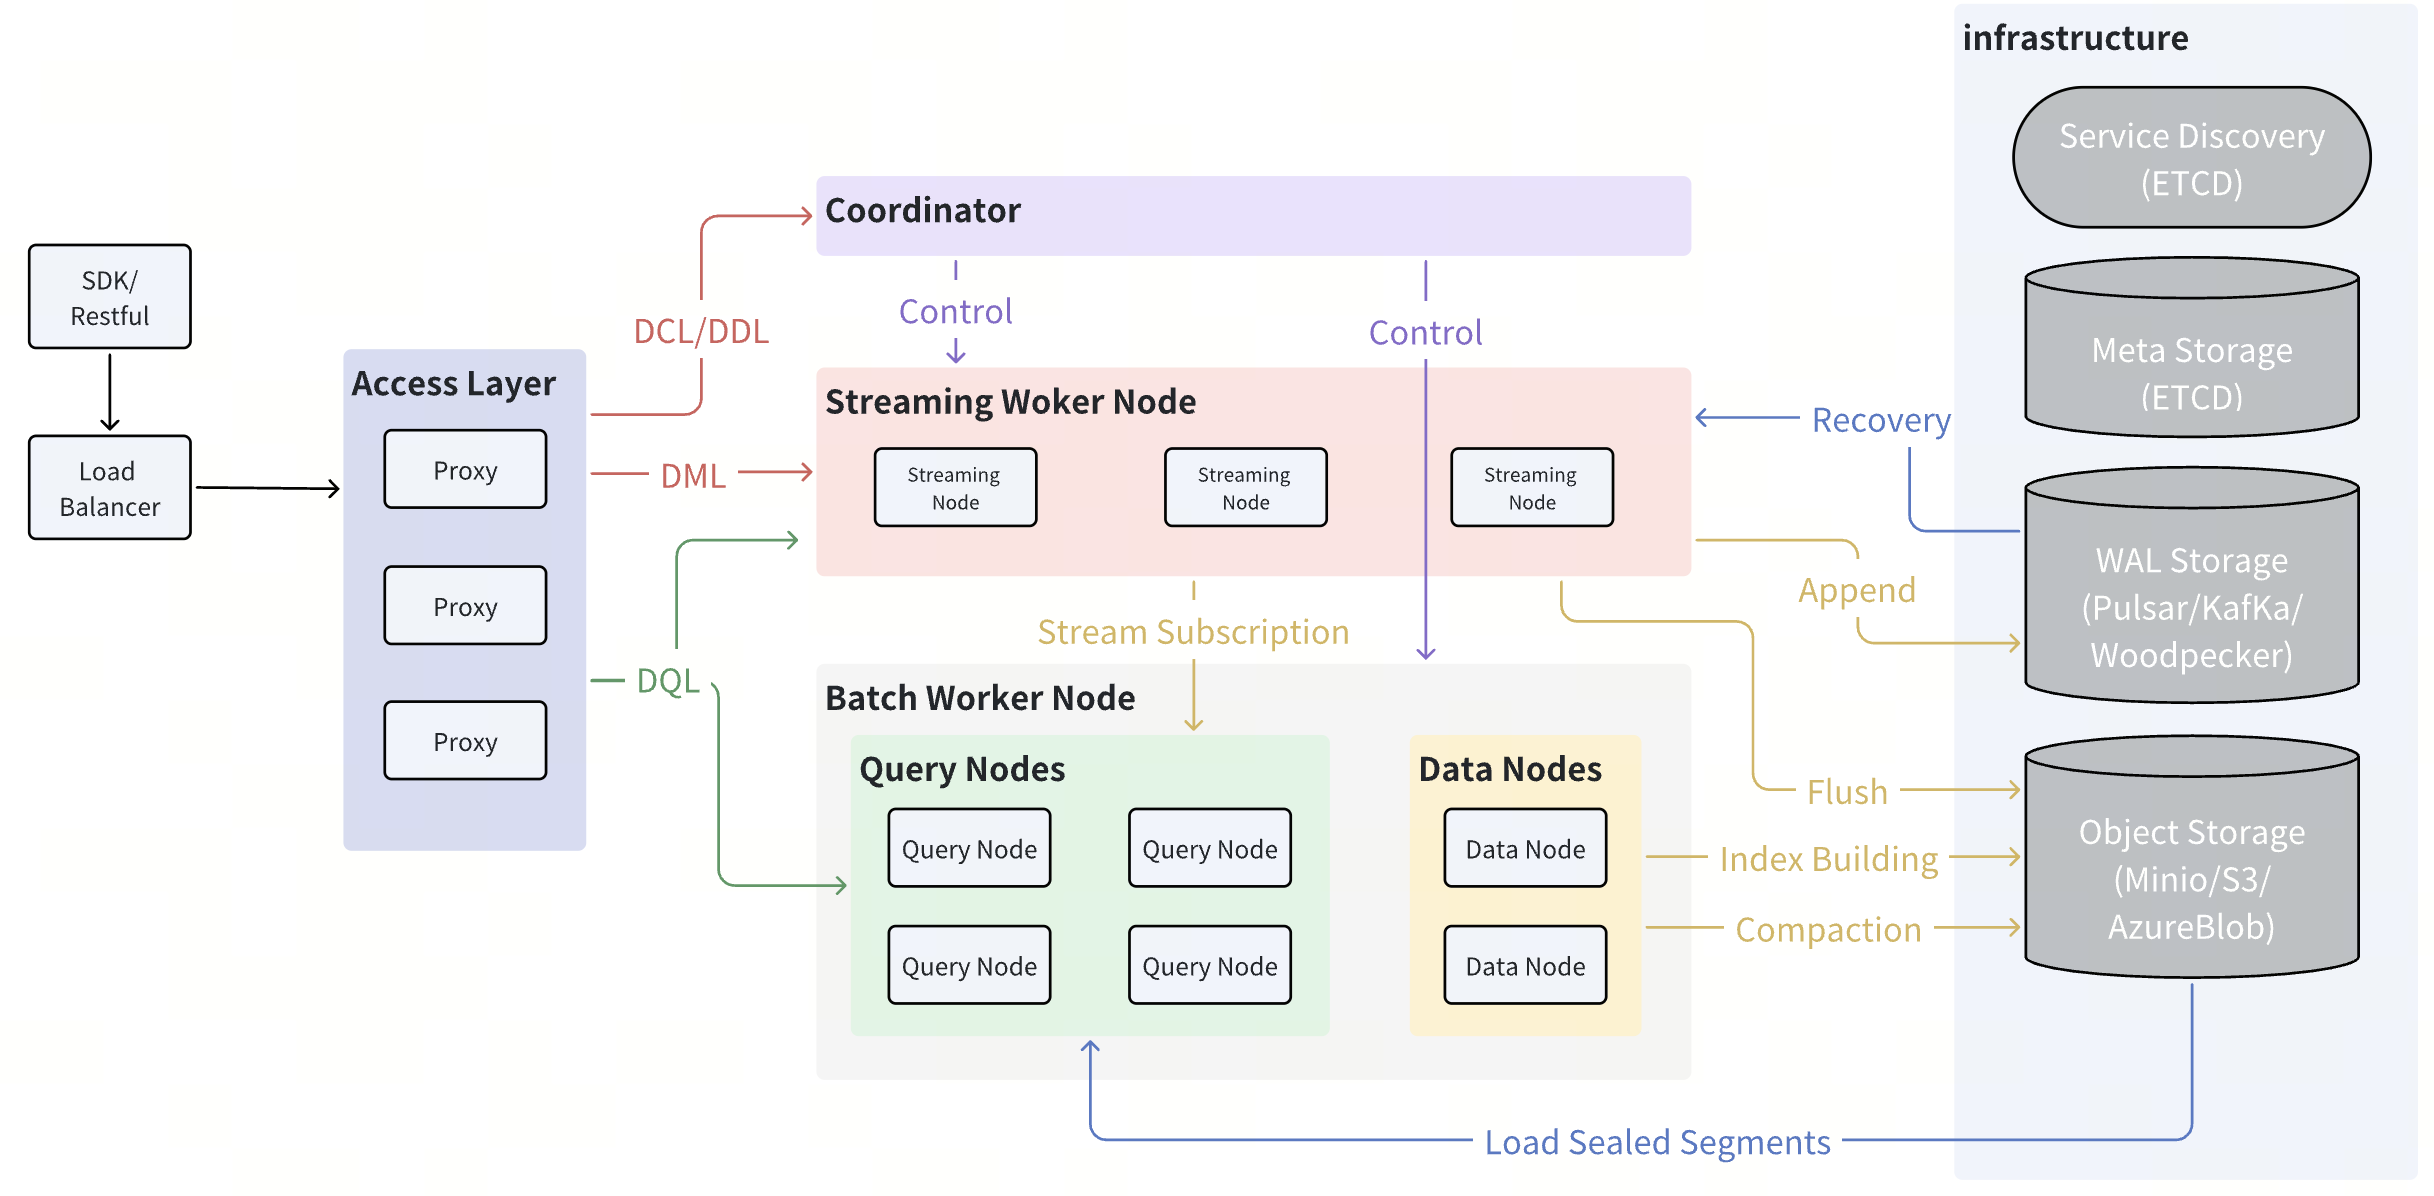 SDK/
Restful
Load
Balancer
Access Layer
Proxy
Proxy
Proxy
DCL/DDL
DML
DQL
Coordinator
Control
Control
Streaming Woker Node
Streaming
Node
Streaming
Node
Streaming
Node
Stream Subscription
Batch Worker Node
Query Nodes
Query Node
Query Node
Query Node
Query Node
Data Nodes
Data Node
Data Node
Recovery
Append
Flush
Index Building
Compaction
Load Sealed Segments
infrastructure
Service Discovery
(ETCD)
Meta Storage
(ETCD)
WAL Storage
(Pulsar/KafKa/
Woodpecker)
Object Storage
(Minio/S3/
AzureBlob)